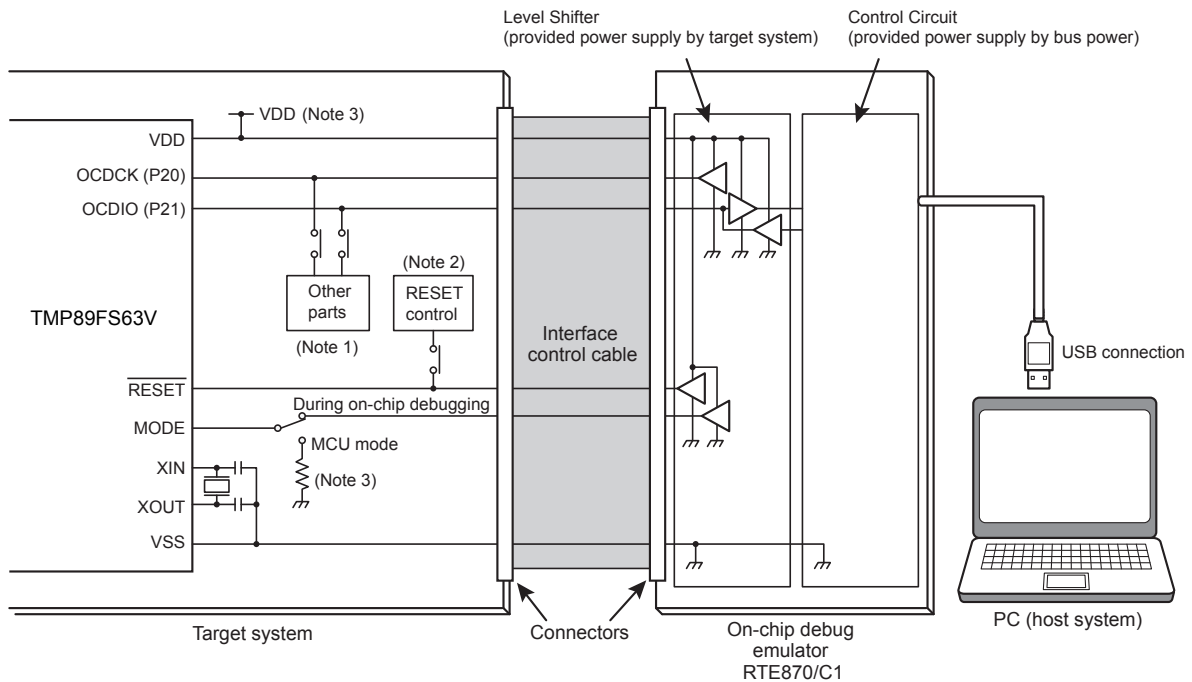 Level Shifter
(provided power supply by target system)
Control Circuit
(provided power supply by bus power)
VDD (Note 3)
VDD
OCDCK (P20)
OCDIO (P21)
(Note 2)
Other
parts
RESET
control
TMP89FS63V
(Note 1)
Interface
control cable
USB connection
RESET
During on-chip debugging
MODE
MCU mode
XIN
(Note 3)
XOUT
VSS
Target system
Connectors
On-chip debug
emulator
RTE870/C1
PC (host system)